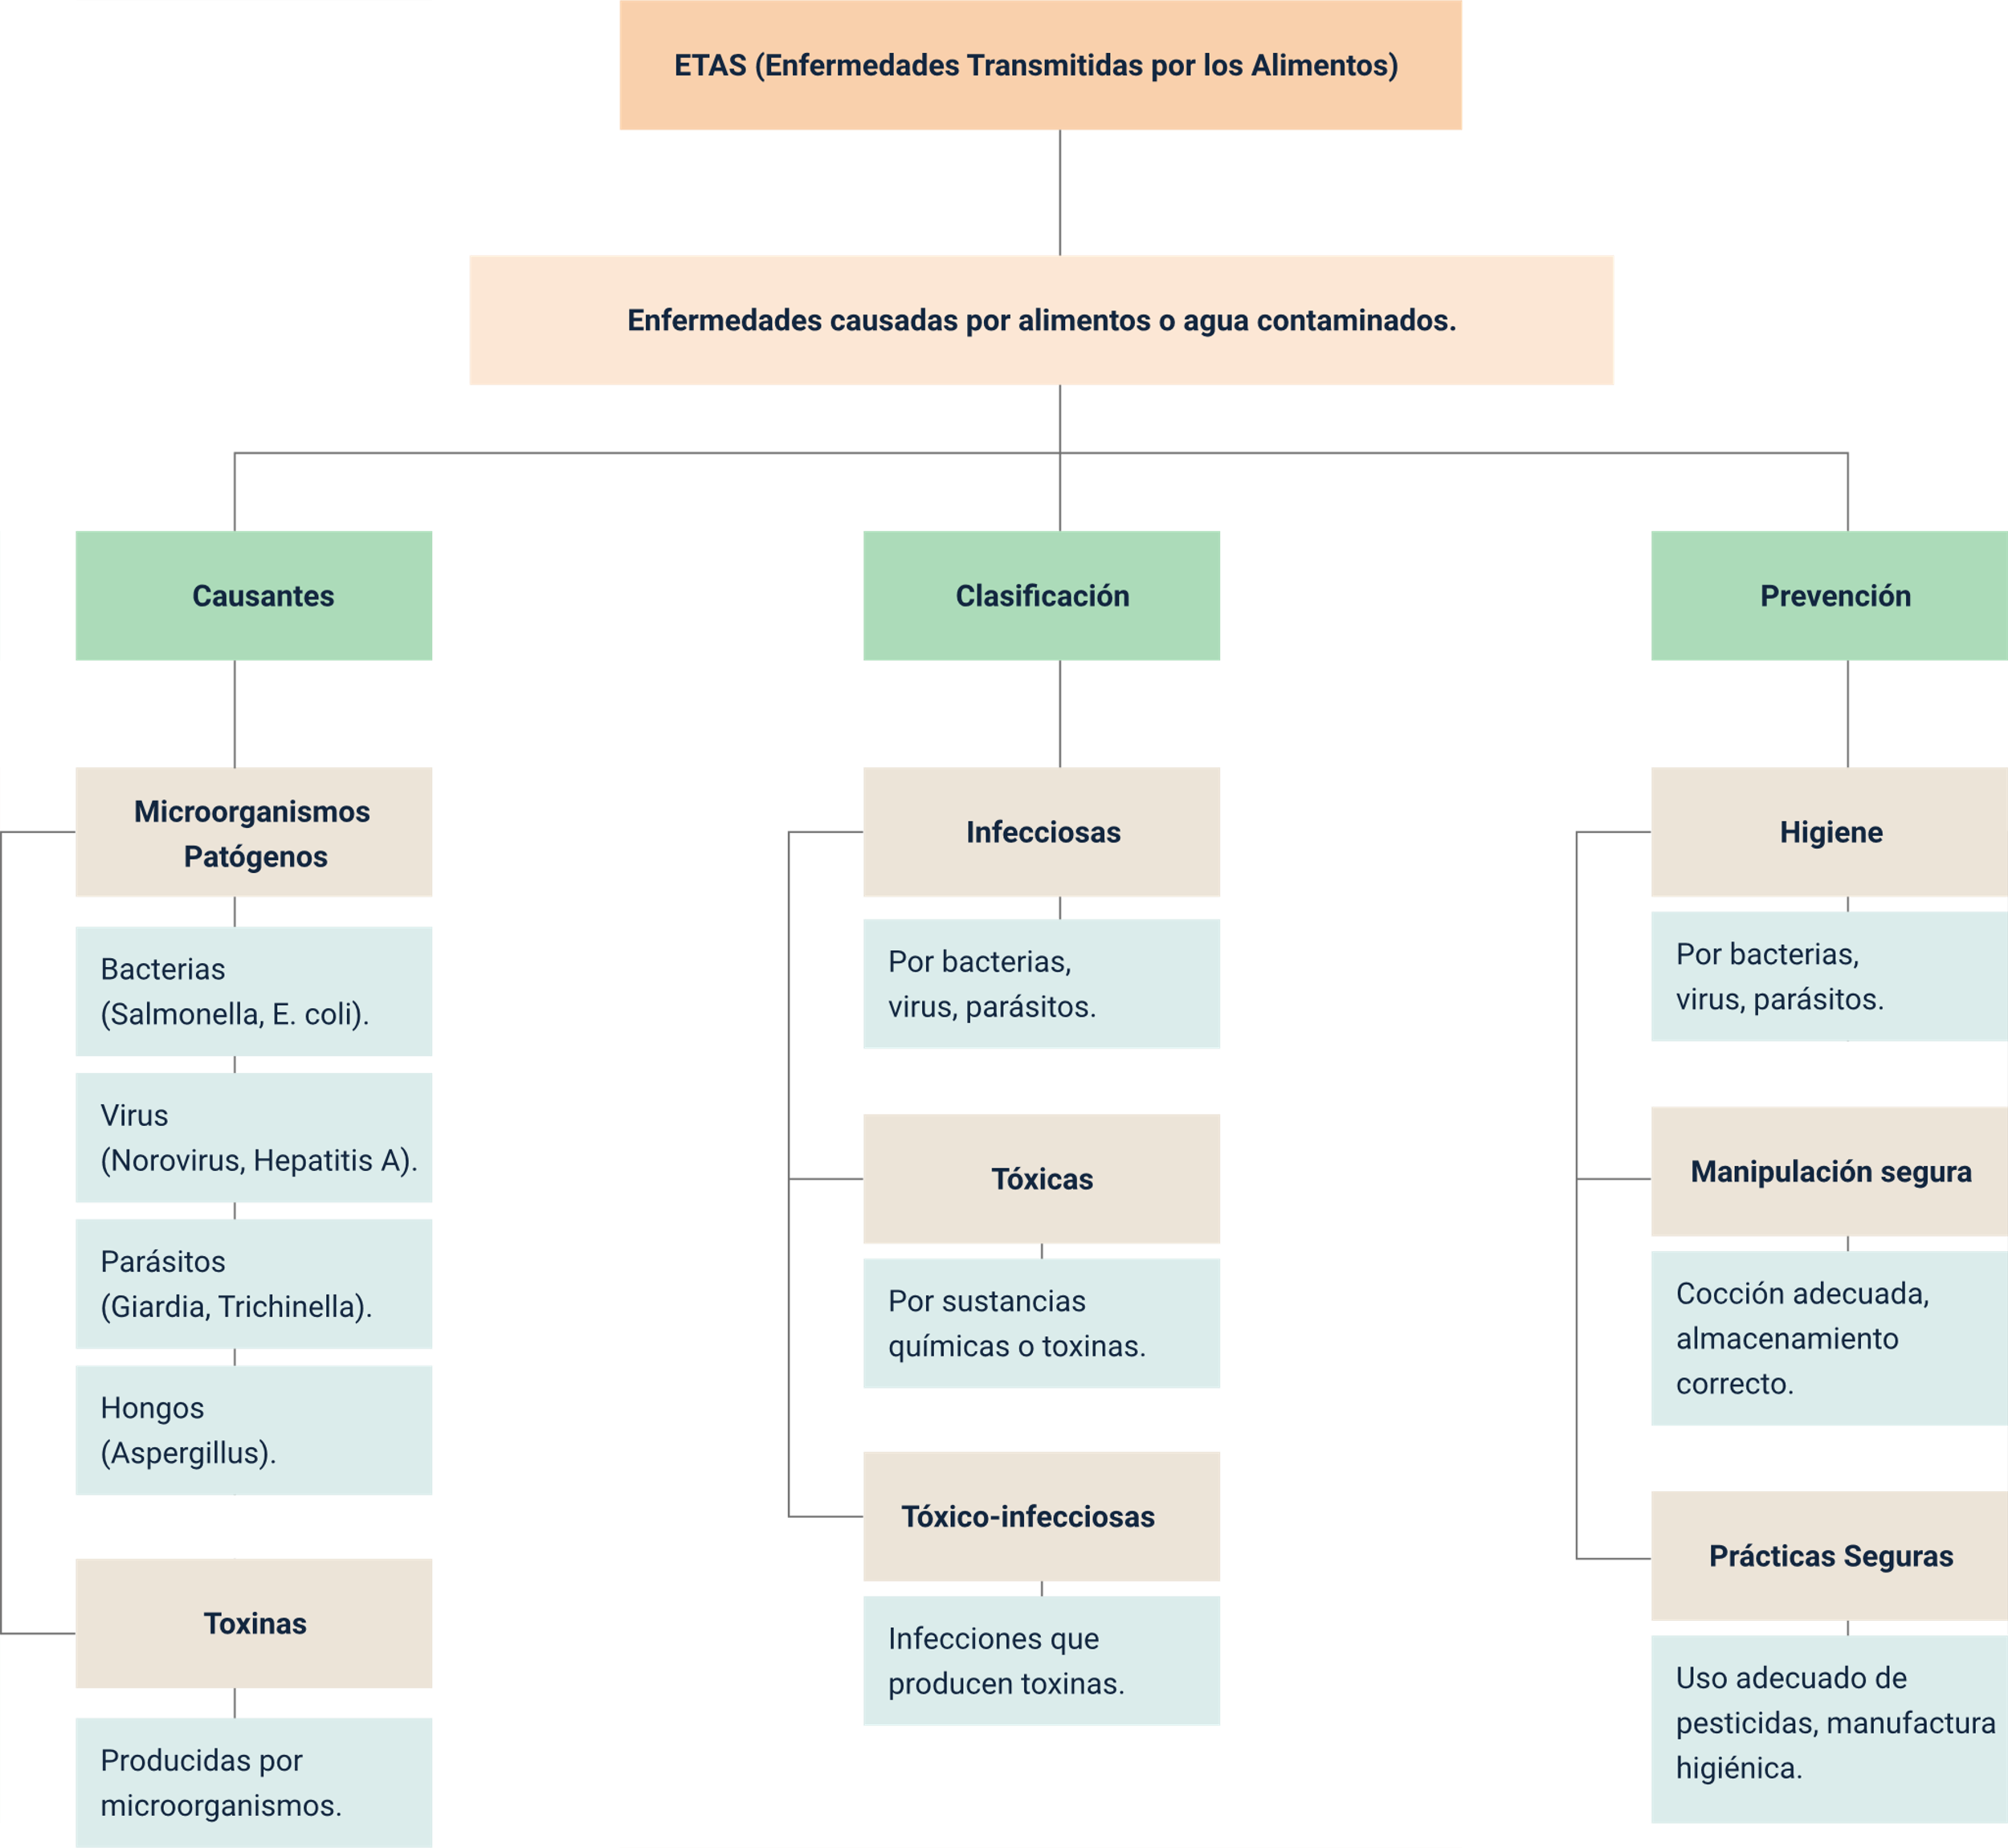 ETAS (Enfermedades Transmitidas por los Alimentos)
Enfermedades causadas por alimentos o agua contaminados.
Causantes
Microorganismos
Patógenos
Bacterias
(Salmonella, E. coli).
Virus
(Norovirus, Hepatitis A).
Parásitos
(Giardia, Trichinella).
Hongos
(Aspergillus).
Toxinas
Producidas por
microorganismos.
Clasificación
Infecciosas
Por bacterias,
virus, parásitos.
Tóxicas
Por sustancias
químicas o toxinas.
Tóxico-infecciosas
Infecciones que
producen toxinas.
Prevención
Higiene
Por bacterias,
virus, parásitos.
Manipulación segura
Cocción adecuada,
almacenamiento
correcto.
Prácticas Seguras
Uso adecuado de
pesticidas, manufactura
higiénica.